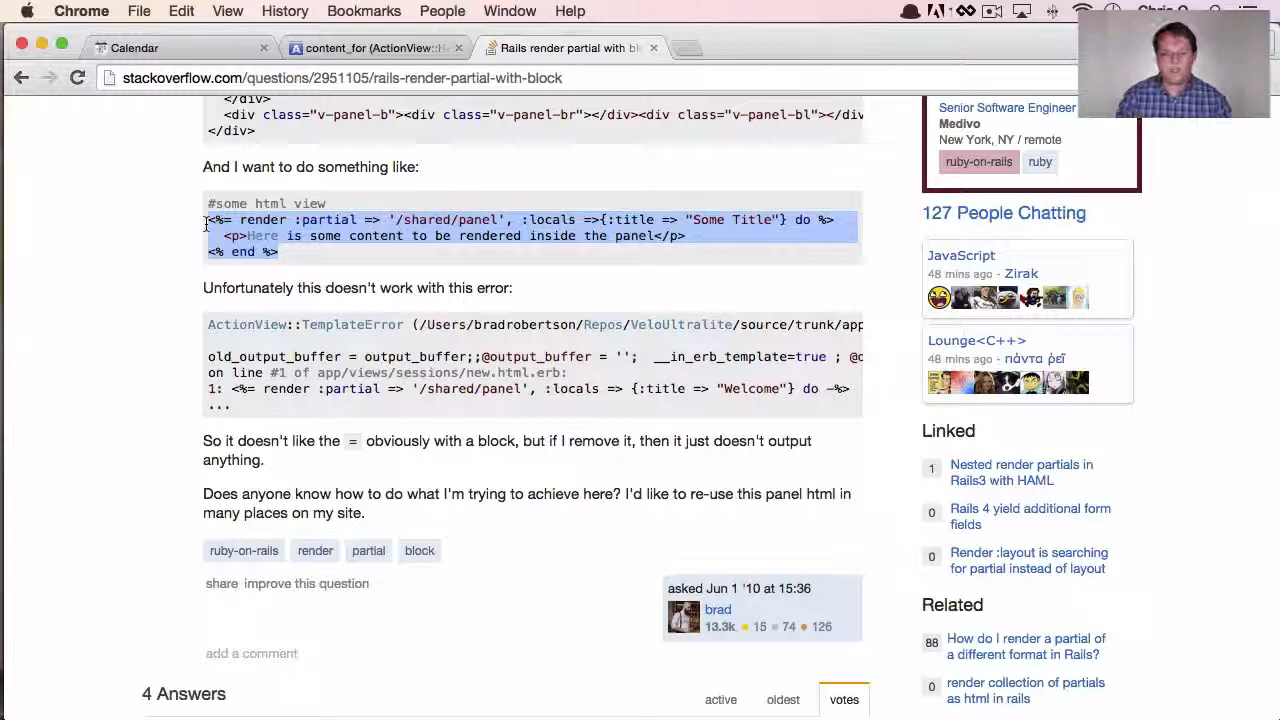 Chrome File Edit View History Bookmarks People Window Help
Calendar
content_for (ActionView::H
Rails render partial with bl
stackoverflow.com/questions/2951105/rails-render-partial-with-block
</div>
<div class="v-panel-b"><div class="v-panel-br"></div><div class="v-panel-bl"></div
</div>
And I want to do something like:
#some html view
<%= render :partial => '/shared/panel', :locals =>{:title => "Some Title"} do %>
<p>Here is some content to be rendered inside the panel</p>
<% end %>
Unfortunately this doesn't work with this error:
ActionView::TemplateError (/Users/bradrobertson/Repos/VeloUltralite/source/trunk/app
old_output_buffer = output_buffer;;@output_buffer = ''; __in_erb_template=true ; @o
on line #1 of app/views/sessions/new.html.erb:
1: <%= render :partial => '/shared/panel', :locals => {:title => "Welcome"} do -%>
...
So it doesn't like the = obviously with a block, but if I remove it, then it just doesn't output
anything.
Does anyone know how to do what I'm trying to achieve here? I'd like to re-use this panel html in
many places on my site.
ruby-on-rails render partial block
share improve this question
asked Jun 1 '10 at 15:36
brad
13.3k 15 74 126
add a comment
4 Answers
active oldest votes
Senior Software Engineer
Medivo
New York, NY / remote
ruby-on-rails ruby
127 People Chatting
JavaScript
48 mins ago - Zirak
Lounge<C++>
48 mins ago - πάντα ῥεῖ
Linked
1 Nested render partials in
Rails3 with HAML
0 Rails 4 yield additional form
fields
0 Render :layout is searching
for partial instead of layout
Related
88 How do I render a partial of
a different format in Rails?
0 render collection of partials
as html in rails